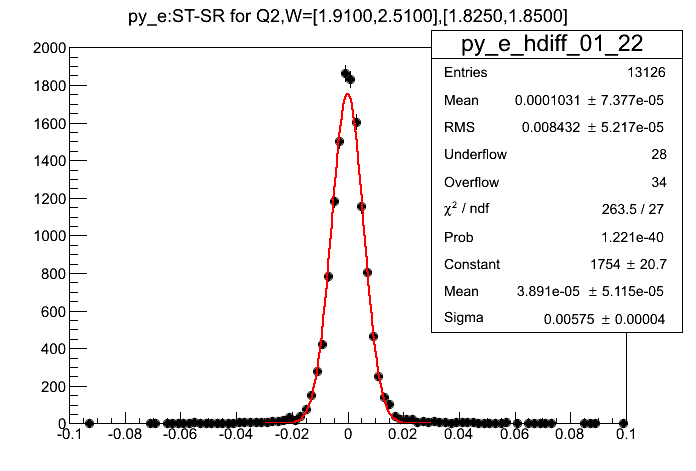 py_e:ST-SR for Q2,W=[1.9100,2.5100],[1.8250,1.8500]
py_e_hdiff_01_22
Entries 13126
Mean 0.0001031 ± 7.377e-05
RMS 0.008432 ± 5.217e-05
Underflow 28
Overflow 34
χ² / ndf 263.5 / 27
Prob 1.221e-40
Constant 1754 ± 20.7
Mean 3.891e-05 ± 5.115e-05
Sigma 0.00575 ± 0.00004
2000
1800
1600
1400
1200
1000
800
600
400
200
0
-0.1 -0.08 -0.06 -0.04 -0.02 0 0.02 0.04 0.06 0.08 0.1